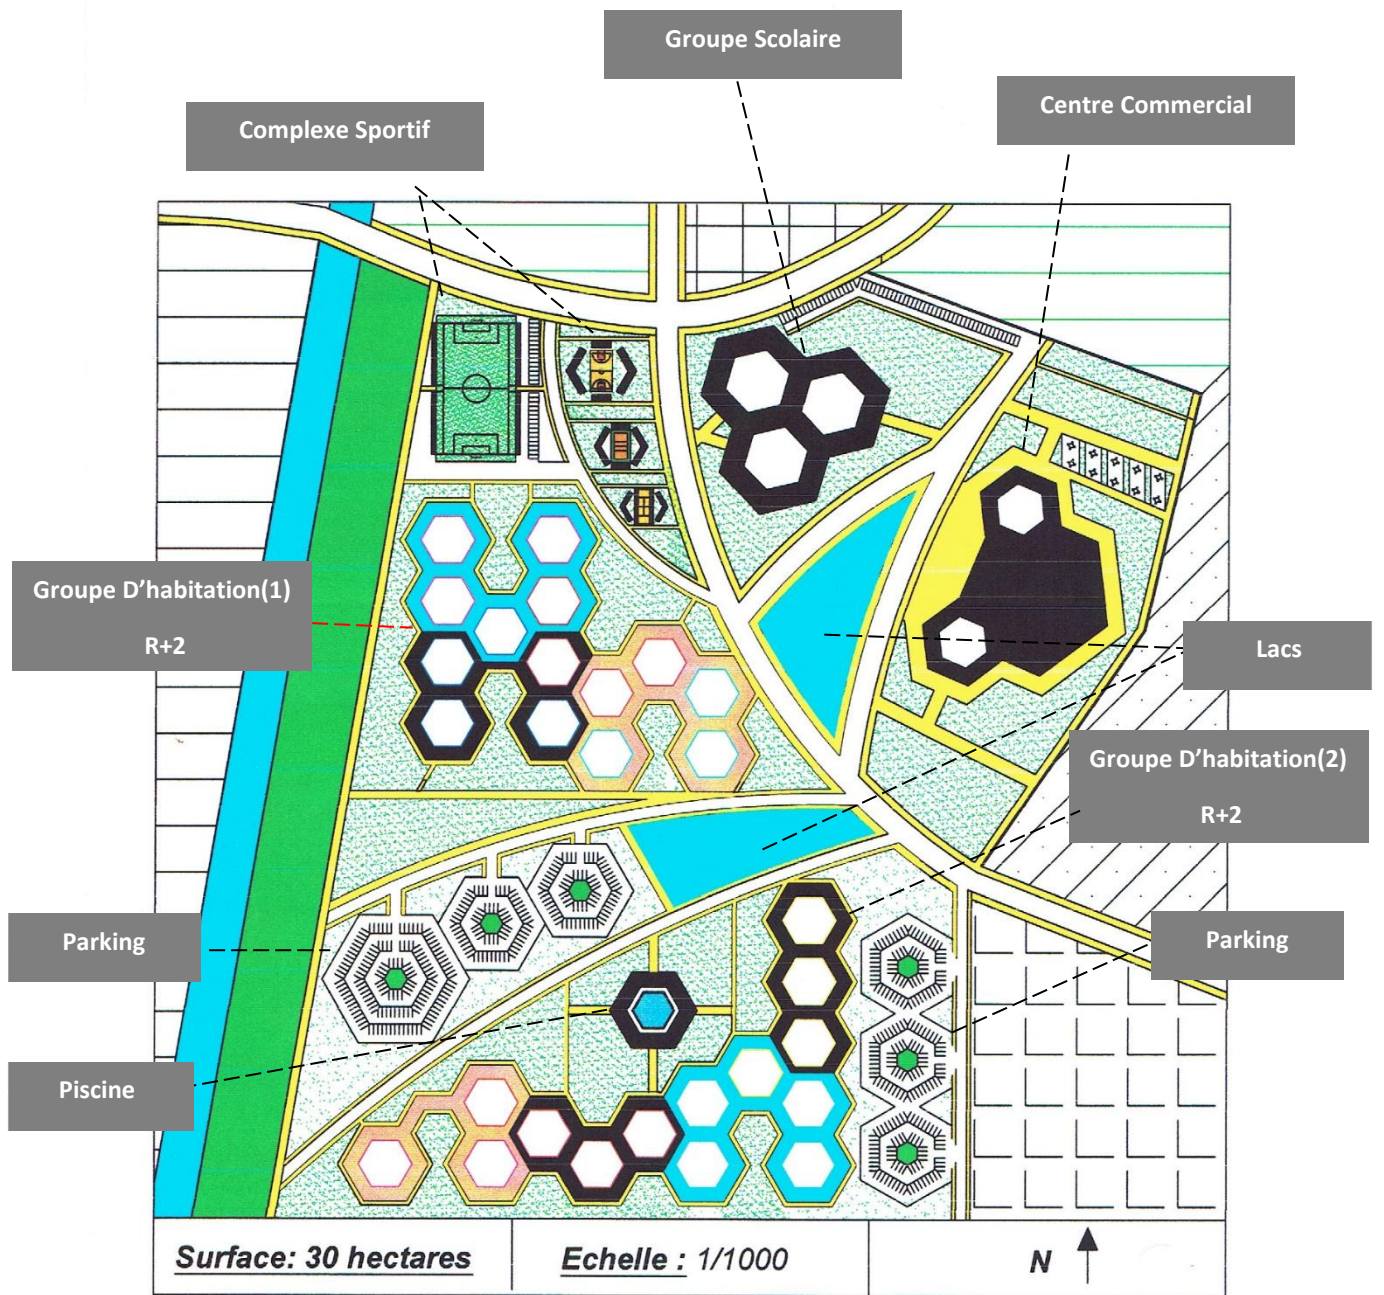 Groupe Scolaire
Centre Commercial
Complexe Sportif
Groupe D’habitation(1)
R+2
Lacs
Groupe D’habitation(2)
R+2
Parking
Parking
Piscine
Surface: 30 hectares
Echelle : 1/1000
N